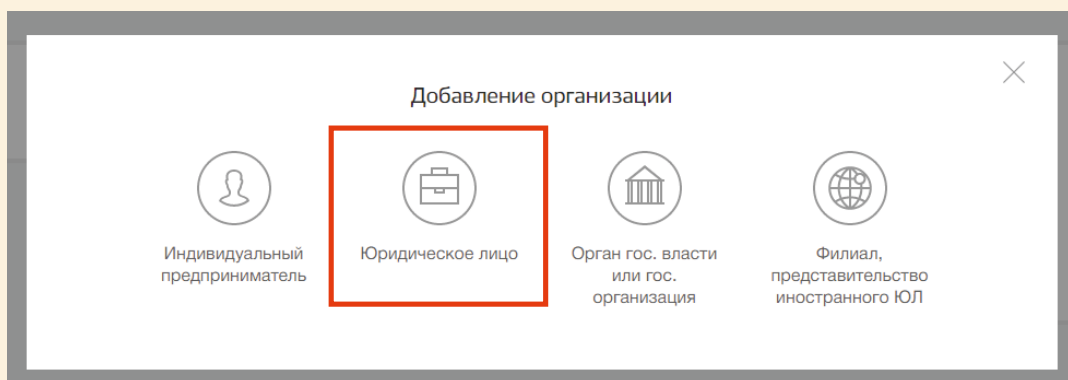 Добавление организации
Индивидуальный
предприниматель
Юридическое лицо
Орган гос. власти
или гос.
организация
Филиал,
представительство
иностранного ЮЛ